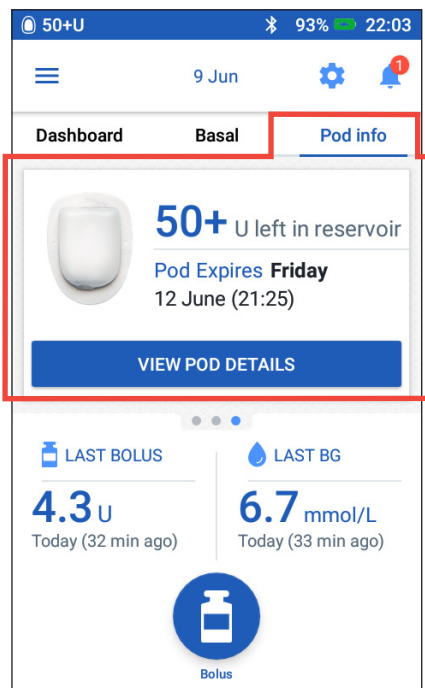 50+U 93% 22:03
9 Jun 1
Dashboard Basal Pod info
50+ U left in reservoir
Pod Expires Friday
12 June (21:25)
VIEW POD DETAILS
LAST BOLUS LAST BG
4.3 U 6.7 mmol/L
Today (32 min ago) Today (33 min ago)
Bolus